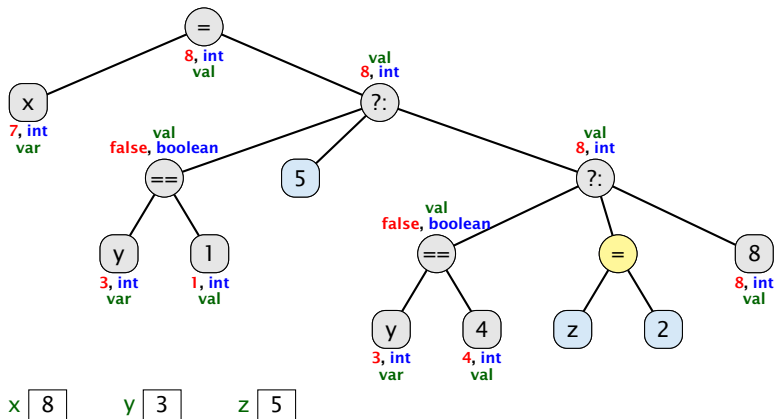 =
8, int
val
val
8, int
?:
x
7, int
var
val
false, boolean
==
5
val
8, int
?:
y
3, int
var
1
1, int
val
val
false, boolean
==
=
8
8, int
val
y
3, int
var
4
4, int
val
z
2
x 8 y 3 z 5